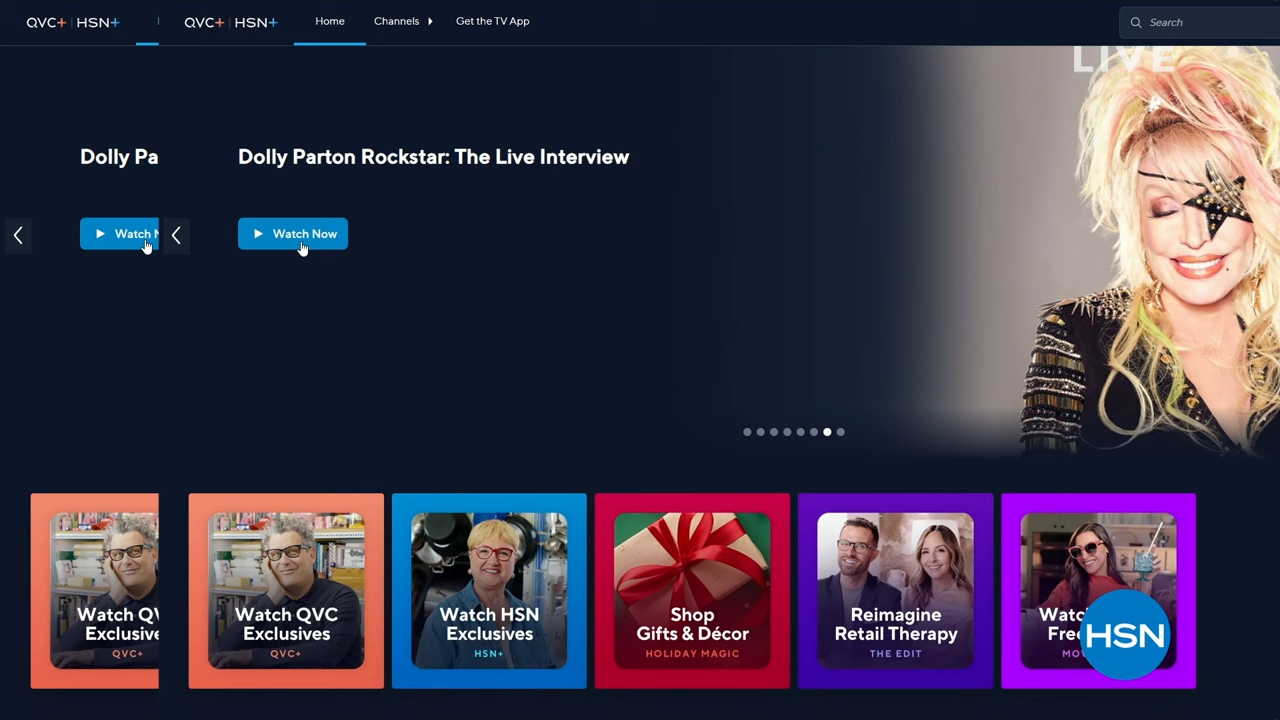 QVC+ | HSN+
QVC+ | HSN+
Home
Channels
Get the TV App
Search
LIVE
Dolly Pa
Dolly Parton Rockstar: The Live Interview
Watch N
Watch Now
Watch QV
Exclusive
QVC+
Watch QVC
Exclusives
QVC+
Watch HSN
Exclusives
HSN+
Shop
Gifts & Décor
HOLIDAY MAGIC
Reimagine
Retail Therapy
THE EDIT
Watc
Free
MOV
HSN